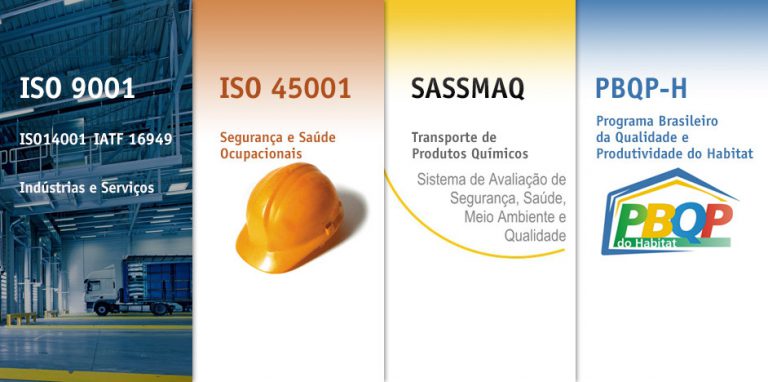 ISO 9001
ISO14001 IATF 16949
Indústrias e Serviços
ISO 45001
Segurança e Saúde
Ocupacionais
SASSMAQ
Transporte de
Produtos Químicos
Sistema de Avaliação de
Segurança, Saúde,
Meio Ambiente e
Qualidade
PBQP-H
Programa Brasileiro
da Qualidade e
Produtividade do Habitat
PBQP
do Habitat